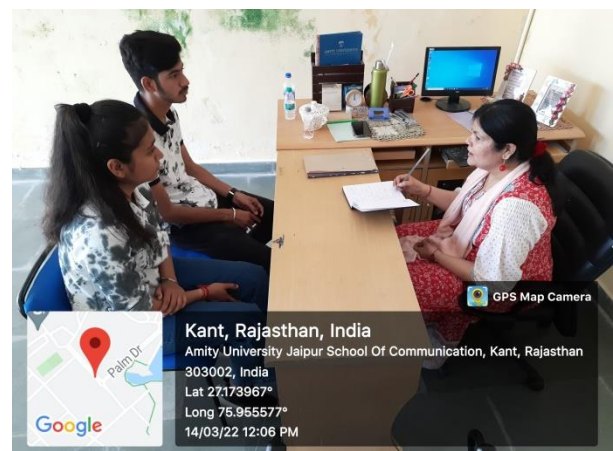 GPS Map Camera
Kant, Rajasthan, India
Amity University Jaipur School Of Communication, Kant, Rajasthan
303002, India
Lat 27.173967°
Long 75.955577°
14/03/22 12:06 PM
Palm Dr
Google